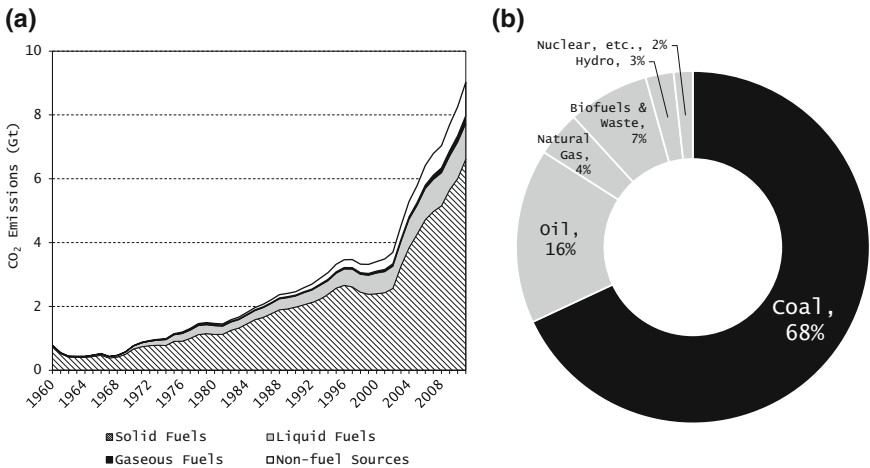 (a)
10
8
6
4
2
0
CO2 Emissions (Gt)
1960
1964
1968
1972
1976
1980
1984
1988
1992
1996
2000
2004
2008
Solid Fuels
Liquid Fuels
Gaseous Fuels
Non-fuel Sources
(b)
Nuclear, etc., 2%
Hydro, 3%
Biofuels &
Waste,
7%
Natural
Gas,
4%
Oil,
16%
Coal,
68%